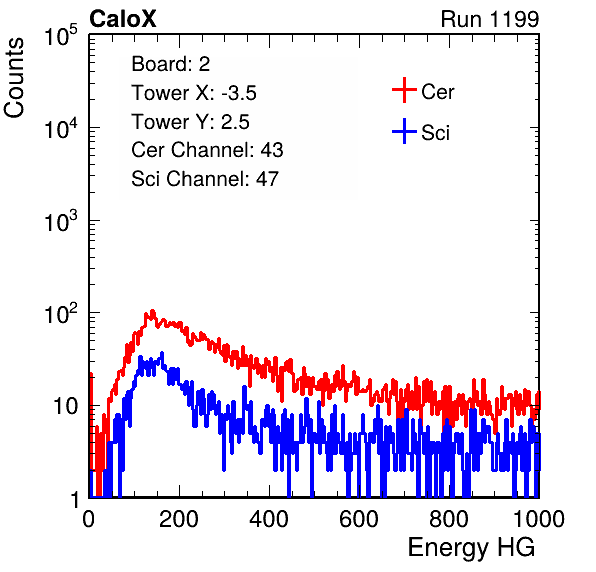 CaloX Run 1199
Counts
10^5
10^4
10^3
10^2
10
1
Board: 2
Tower X: -3.5
Tower Y: 2.5
Cer Channel: 43
Sci Channel: 47
Cer
Sci
0 200 400 600 800 1000
Energy HG